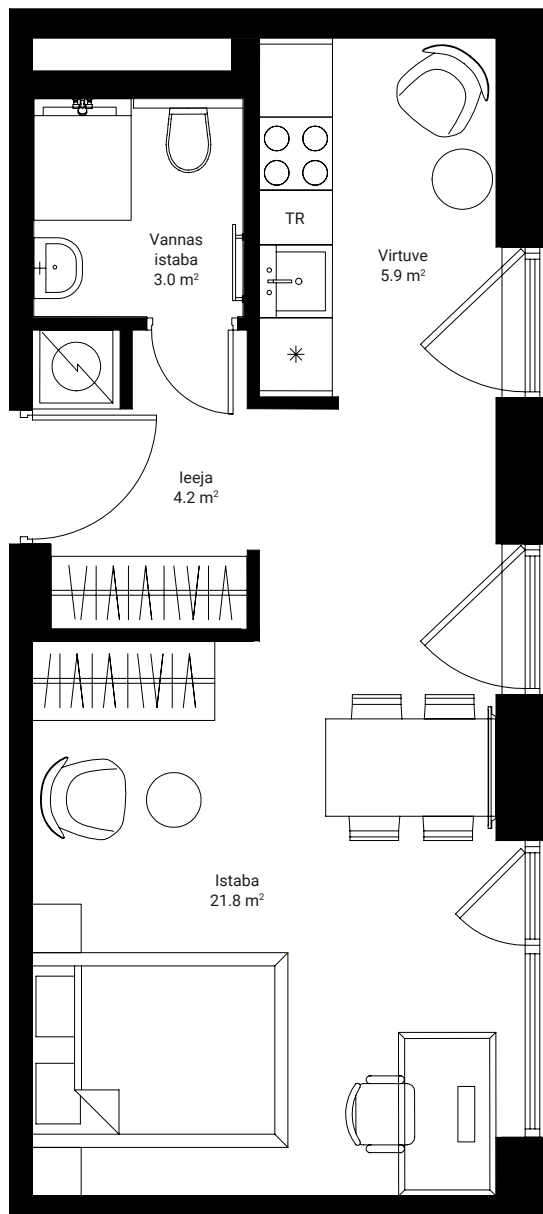 TR
Vannas
istaba
3.0 m²
Virtuve
5.9 m²
Ieeja
4.2 m²
Istaba
21.8 m²